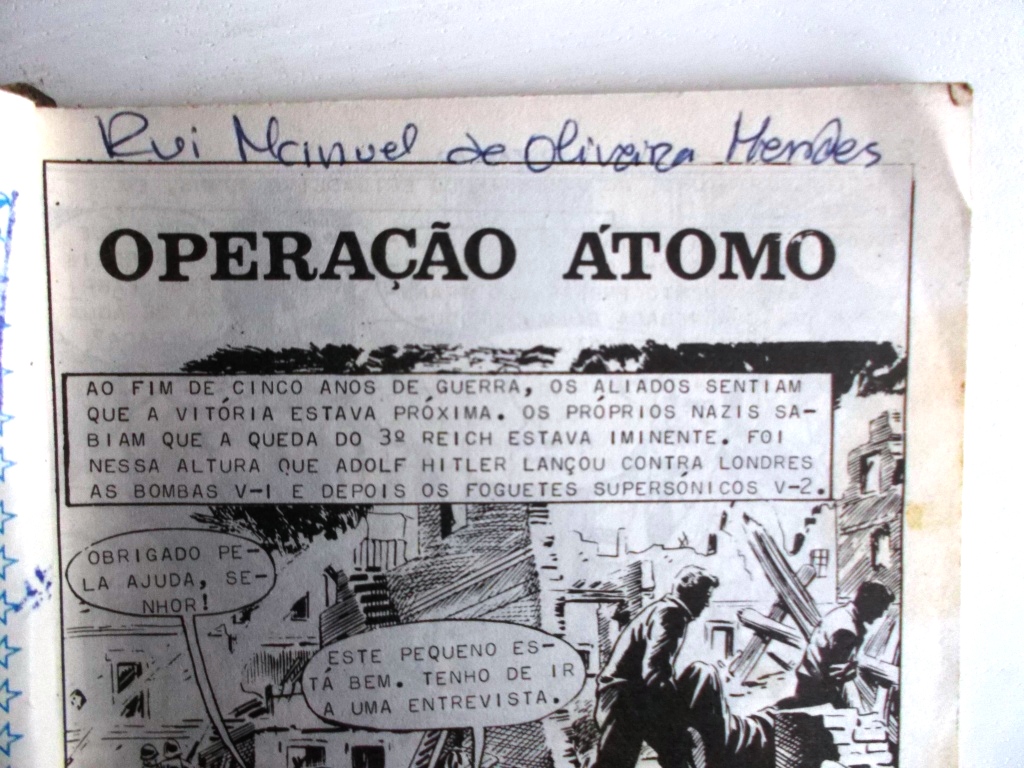 Rui Manuel de Oliveira Mendes
OPERAÇÃO ÁTOMO
AO FIM DE CINCO ANOS DE GUERRA, OS ALIADOS SENTIAM
QUE A VITÓRIA ESTAVA PRÓXIMA. OS PRÓPRIOS NAZIS SA-
BIAM QUE A QUEDA DO 3º REICH ESTAVA IMINENTE. FOI
NESSA ALTURA QUE ADOLF HITLER LANÇOU CONTRA LONDRES
AS BOMBAS V-1 E DEPOIS OS FOGUETES SUPERSÓNICOS V-2.
OBRIGADO PE-
LA AJUDA, SE-
NHOR!
ESTE PEQUENO ES-
TÁ BEM. TENHO DE IR
A UMA ENTREVISTA.